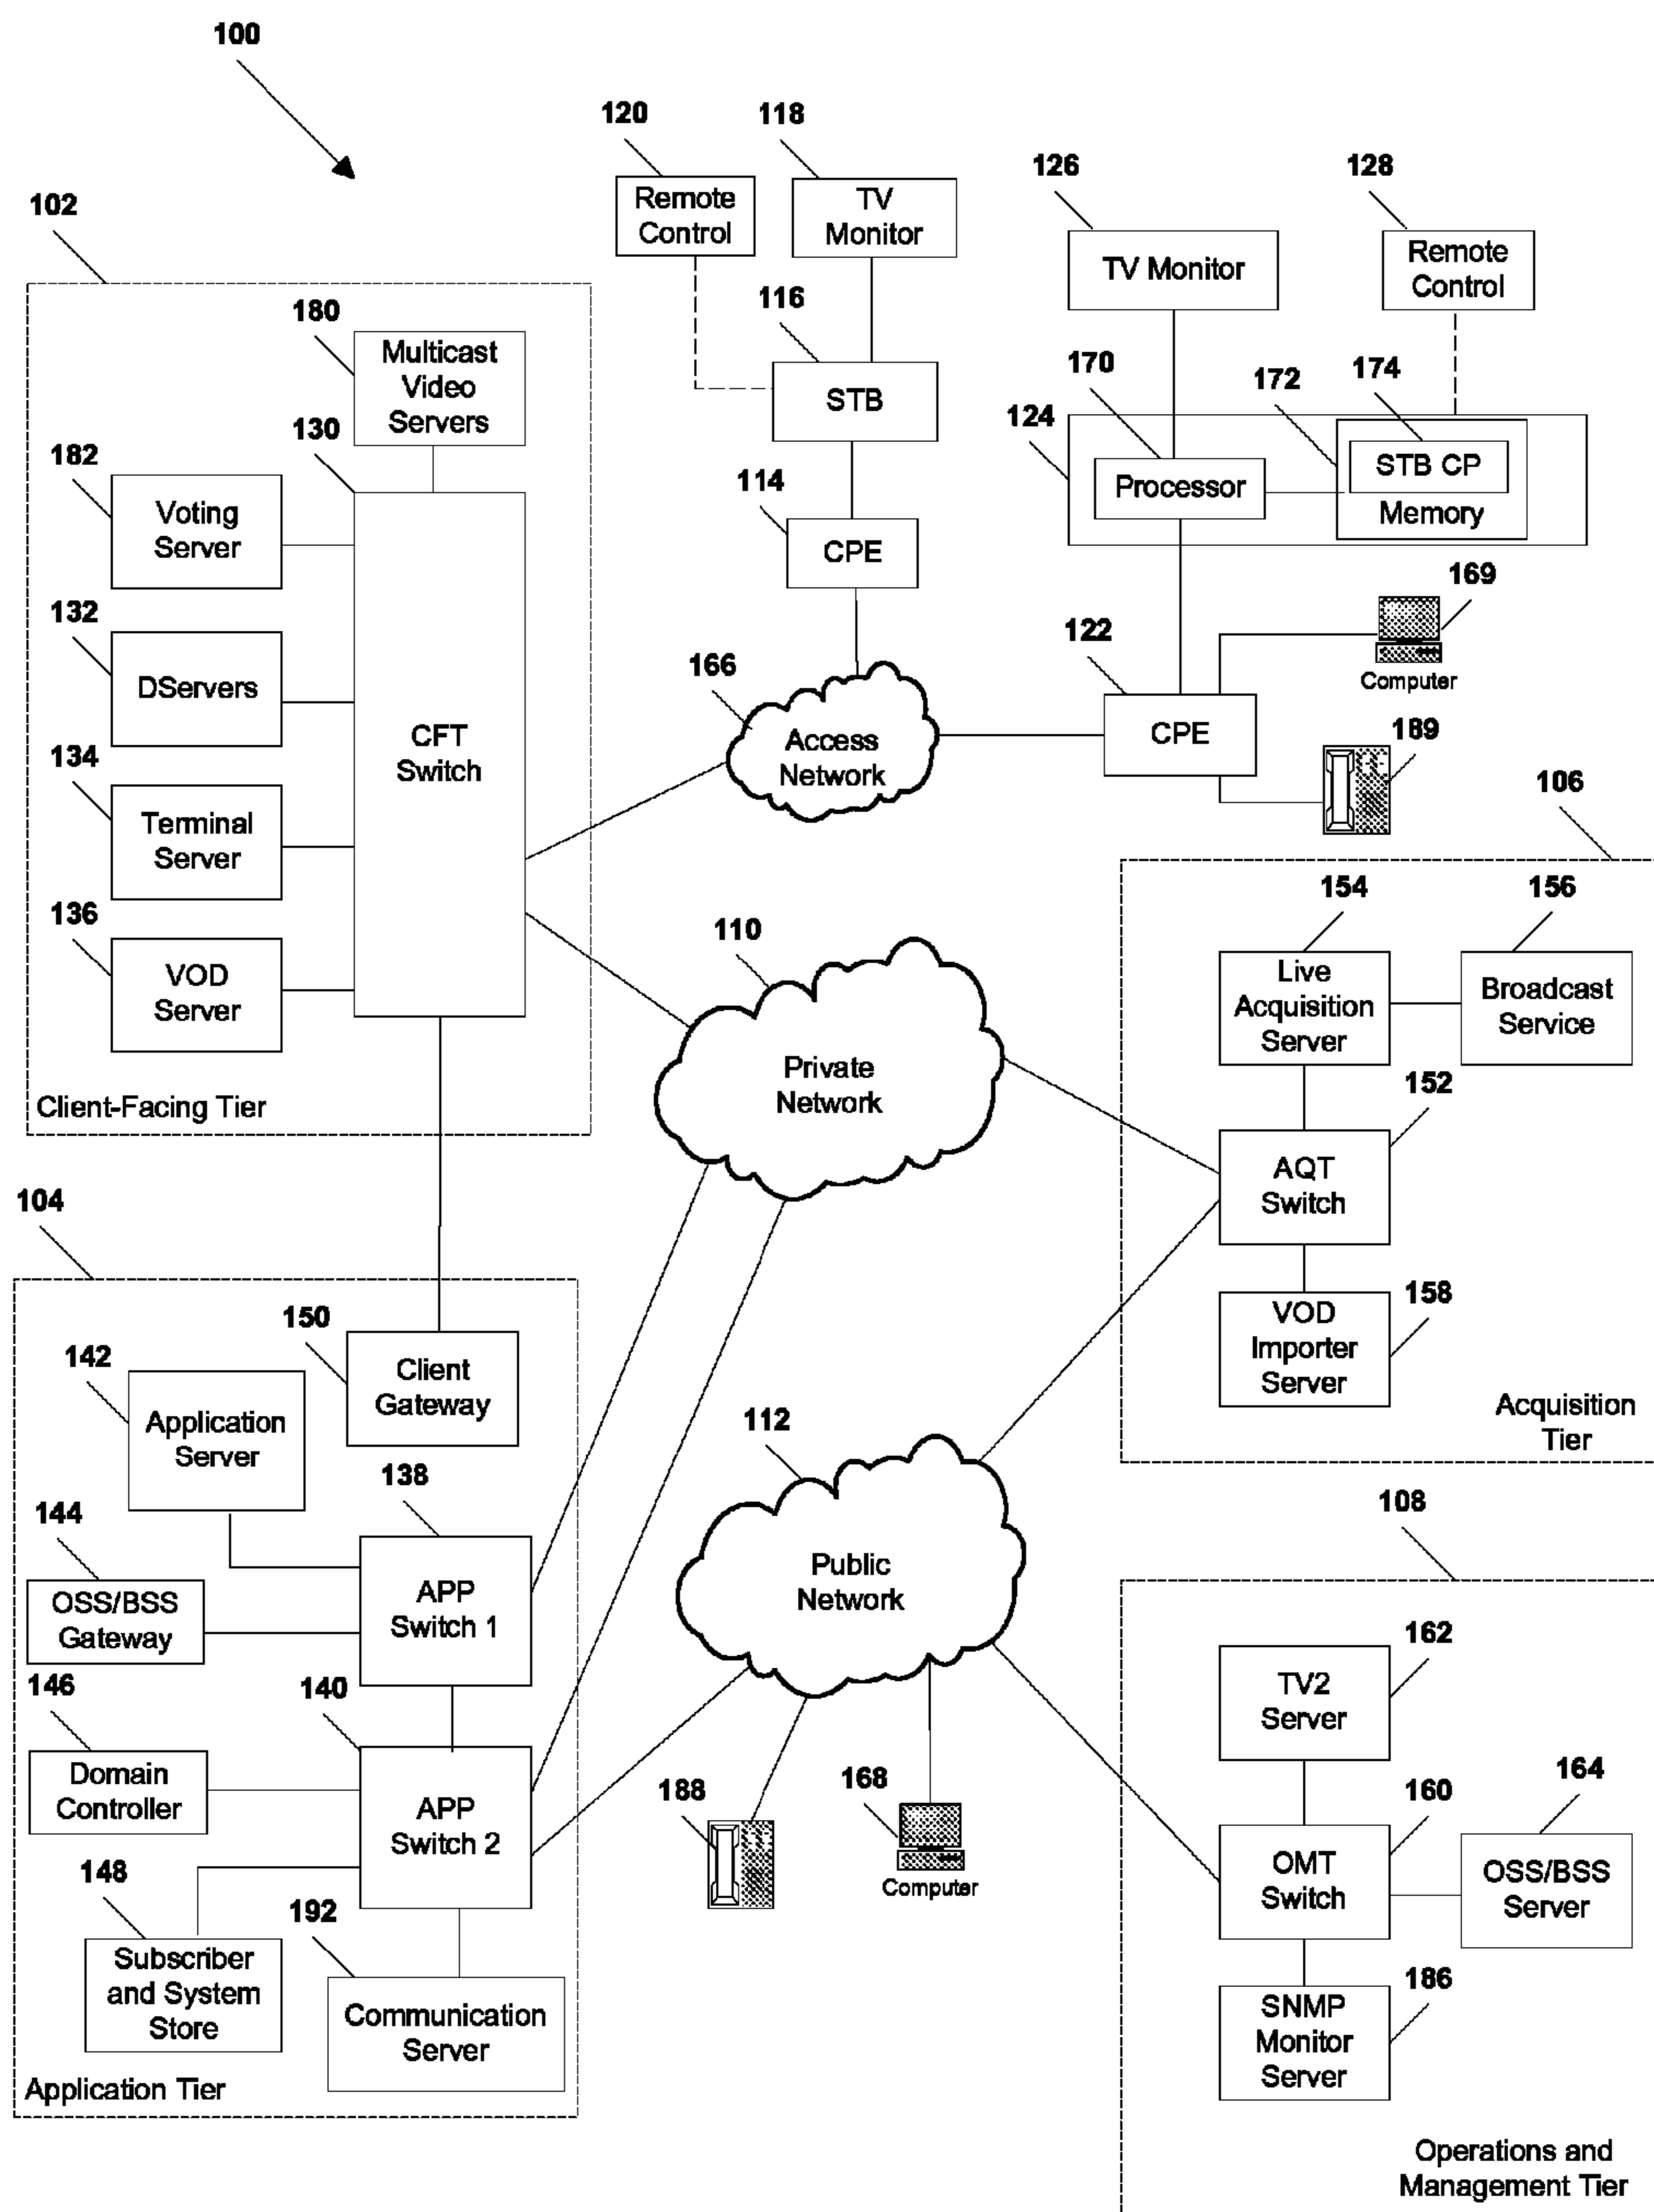 100
120
118
126
128
Remote
Control
TV
Monitor
102
TV Monitor
Remote
Control
180
116
Multicast
Video
Servers
STB
170
172
174
124
130
182
STB CP
Processor
Memory
114
Voting
Server
CPE
169
132
122
166
Computer
DServers
CFT
Switch
Access
Network
CPE
189
134
106
Terminal
Server
154
156
136
110
VOD
Server
Live
Acquisition
Server
Broadcast
Service
Private
Network
152
Client-Facing Tier
AQT
Switch
104
150
158
142
Client
Gateway
VOD
Importer
Server
Application
Server
112
Acquisition
Tier
138
108
144
Public
Network
OSS/BSS
Gateway
APP
Switch 1
162
146
140
TV2
Server
Domain
Controller
188
168
164
160
APP
Switch 2
148
192
Computer
OMT
Switch
OSS/BSS
Server
Subscriber
and System
Store
186
Communication
Server
SNMP
Monitor
Server
Application Tier
Operations and
Management Tier